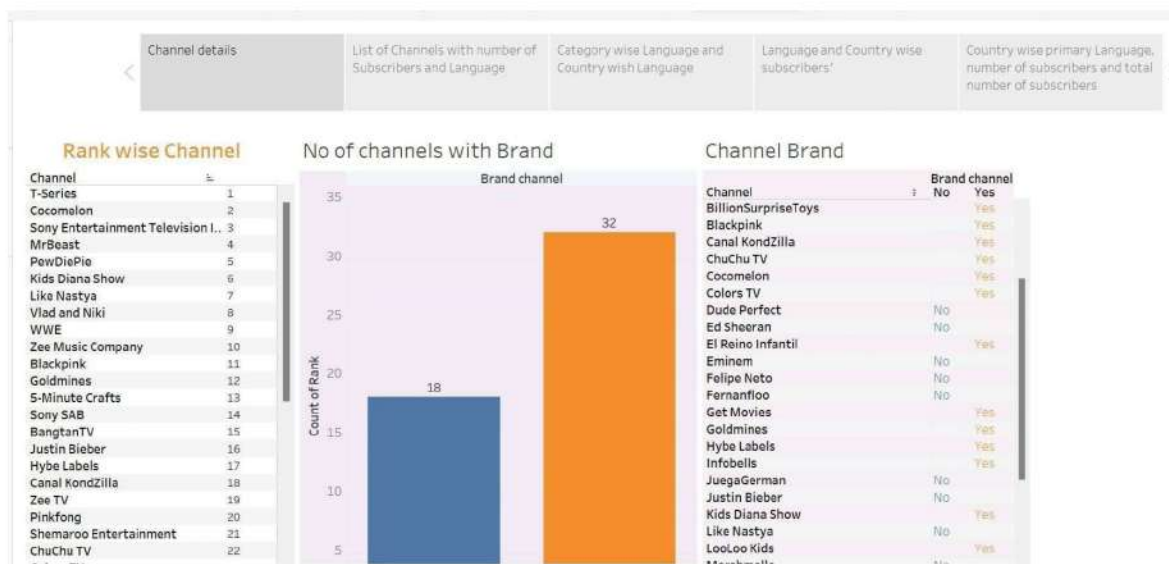 Channel details
List of Channels with number of
Subscribers and Language
Category wise Language and
Country wish Language
Language and Country wise
subscribers'
Country wise primary Language,
number of subscribers and total
number of subscribers
Rank wise Channel
Channel
T-Series 1
Cocomelon 2
Sony Entertainment Television I.. 3
MrBeast 4
PewDiePie 5
Kids Diana Show 6
Like Nastya 7
Vlad and Niki 8
WWE 9
Zee Music Company 10
Blackpink 11
Goldmines 12
5-Minute Crafts 13
Sony SAB 14
BangtanTV 15
Justin Bieber 16
Hybe Labels 17
Canal KondZilla 18
Zee TV 19
Pinkfong 20
Shemaroo Entertainment 21
ChuChu TV 22
No of channels with Brand
Brand channel
Count of Rank
35
30
25
20
15
10
5
18
32
Channel Brand
Brand channel
Channel No Yes
BillionSurpriseToys Yes
Blackpink Yes
Canal KondZilla Yes
ChuChu TV Yes
Cocomelon Yes
Colors TV Yes
Dude Perfect No
Ed Sheeran No
El Reino Infantil Yes
Eminem No
Felipe Neto No
Fernanfloo No
Get Movies Yes
Goldmines Yes
Hybe Labels Yes
Infobells Yes
JuegaGerman No
Justin Bieber No
Kids Diana Show Yes
Like Nastya No
LooLoo Kids Yes